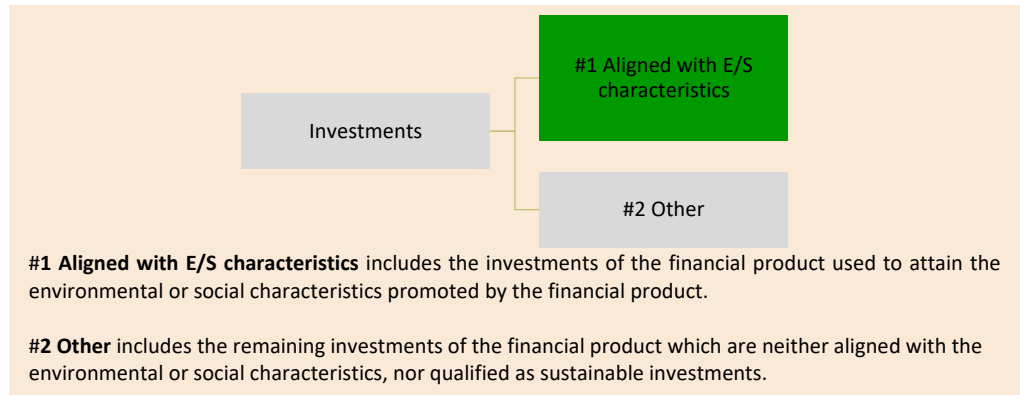 #1 Aligned with E/S
characteristics
Investments
#2 Other
#1 Aligned with E/S characteristics includes the investments of the financial product used to attain the
environmental or social characteristics promoted by the financial product.
#2 Other includes the remaining investments of the financial product which are neither aligned with the
environmental or social characteristics, nor qualified as sustainable investments.